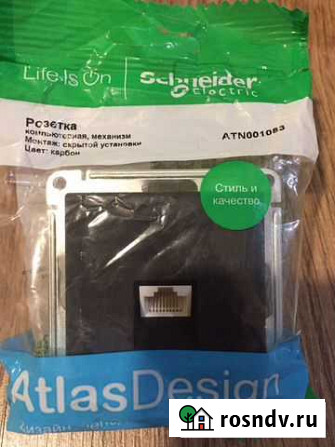 Life Is On
Schneider
Electric
Розетка
компьютерная, механизм
Монтаж: скрытой установки
Цвет: карбон
ATN001083
Стиль и
качество
AtlasDesign
rosndv.ru